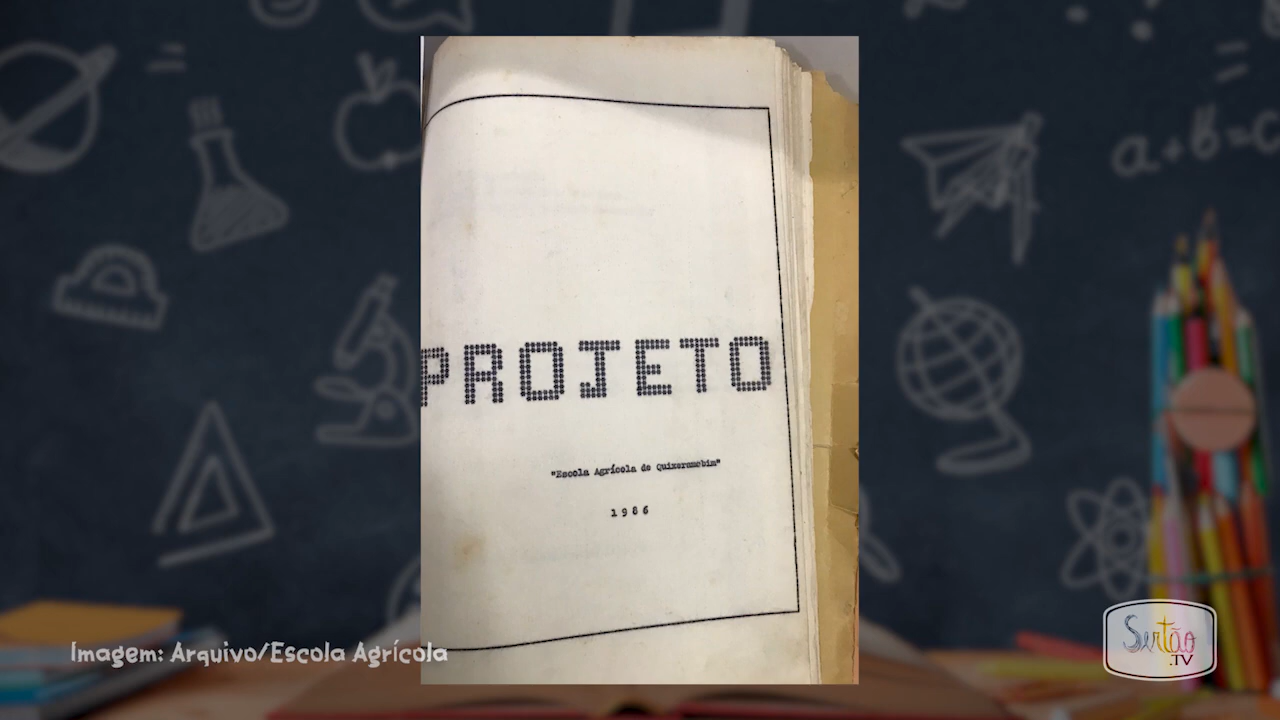 PROJETO
"Escola Agrícola de Quixeramobim"
1986
a+b=c
Imagem: Arquivo/Escola Agrícola
Sertão
.TV